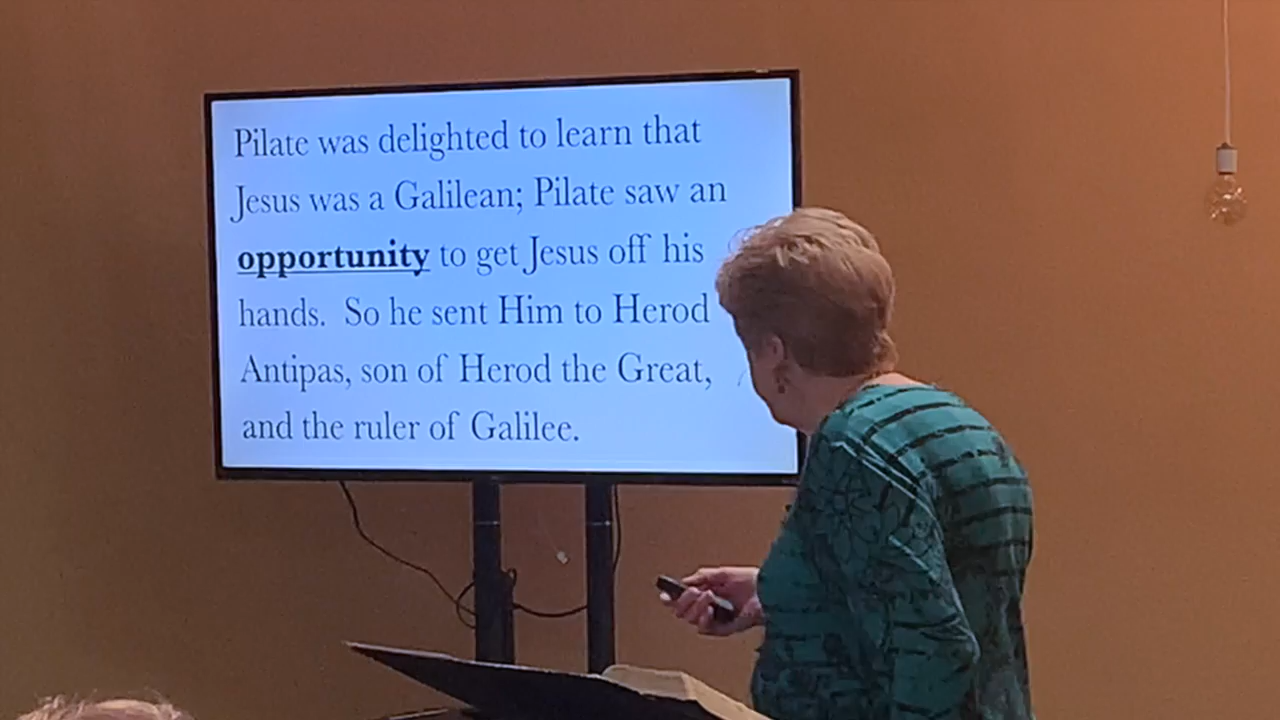 Pilate was delighted to learn that
Jesus was a Galilean; Pilate saw an
opportunity to get Jesus off his
hands.  So he sent Him to Herod
Antipas, son of Herod the Great,
and the ruler of Galilee.